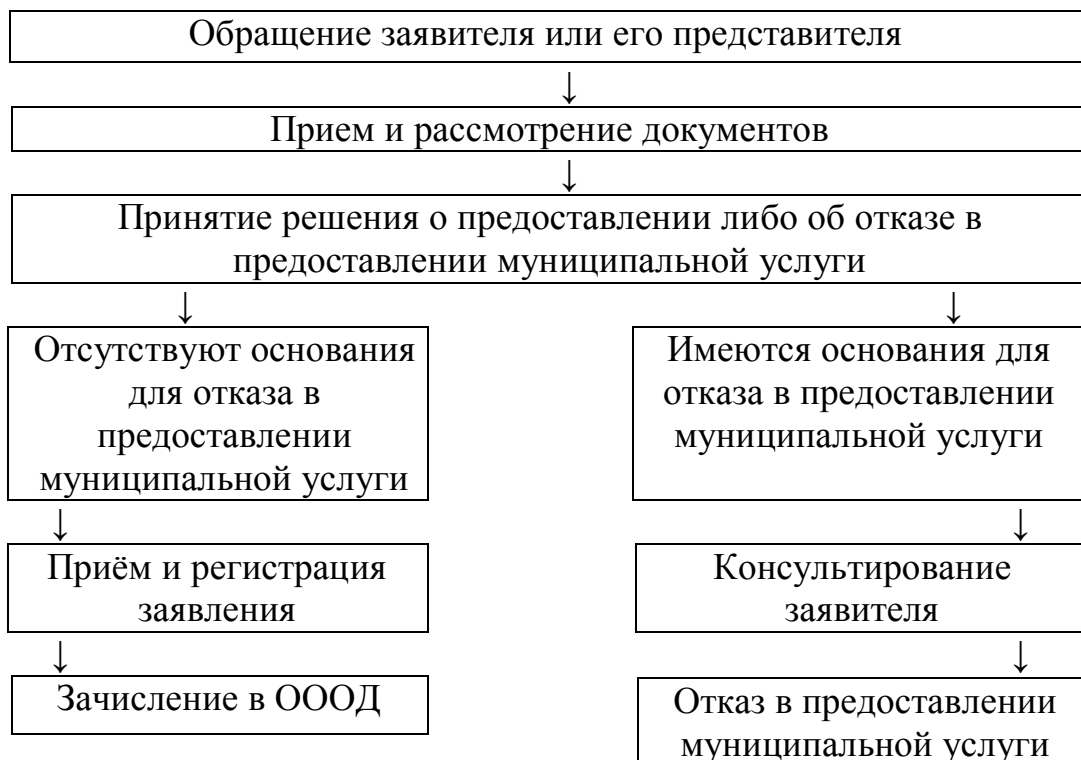 Обращение заявителя или его представителя
↓
Прием и рассмотрение документов
↓
Принятие решения о предоставлении либо об отказе в
предоставлении муниципальной услуги
↓ ↓
Отсутствуют основания
для отказа в
предоставлении
муниципальной услуги
↓
Приём и регистрация
заявления
↓
Зачисление в ОООД
Имеются основания для
отказа в предоставлении
муниципальной услуги
↓
Консультирование
заявителя
↓
Отказ в предоставлении
муниципальной услуги